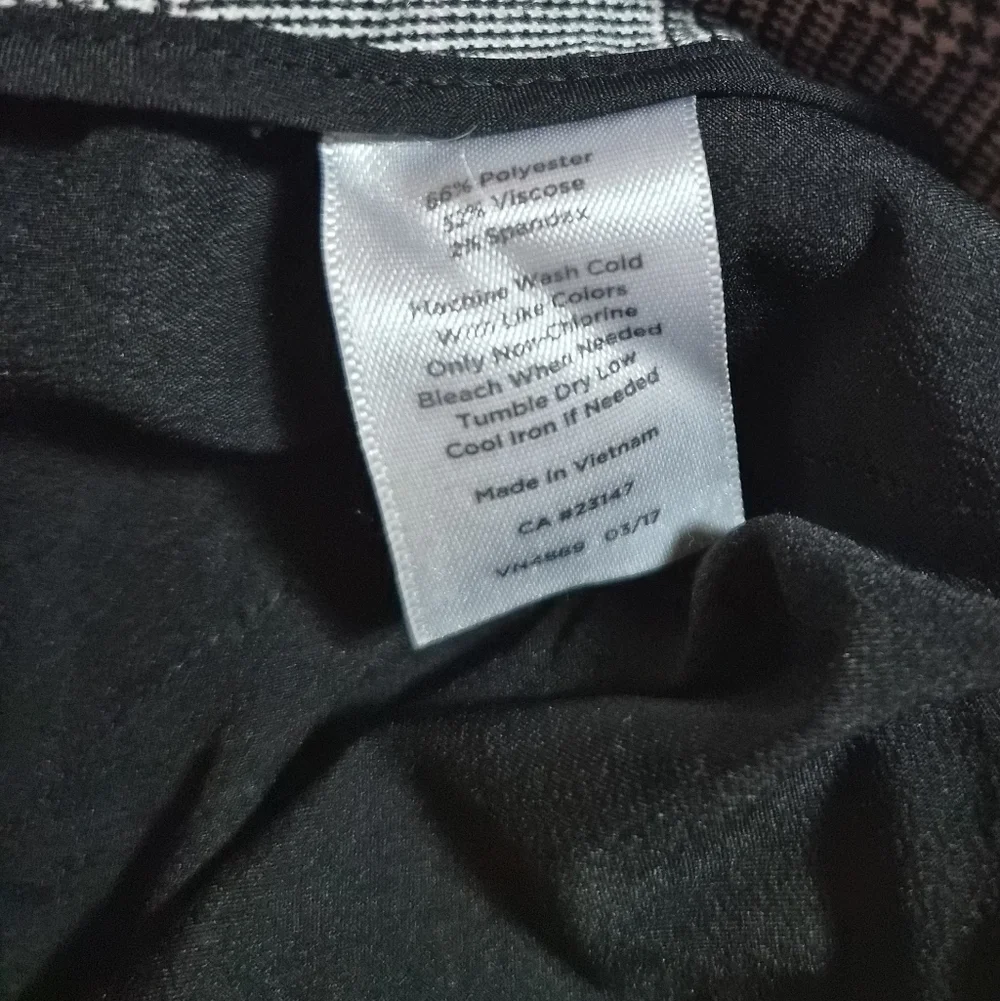 66% Polyester
32% Viscose
2% Spandex
Machine Wash Cold
With Like Colors
Only Non-Chlorine
Bleach When Needed
Tumble Dry Low
Cool Iron If Needed
Made in Vietnam
CA #23147
VN4869 03/17